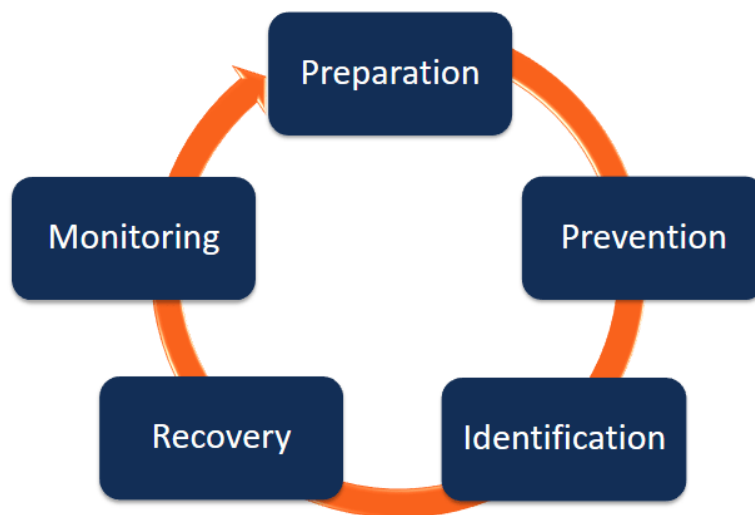 Preparation
Prevention
Identification
Recovery
Monitoring